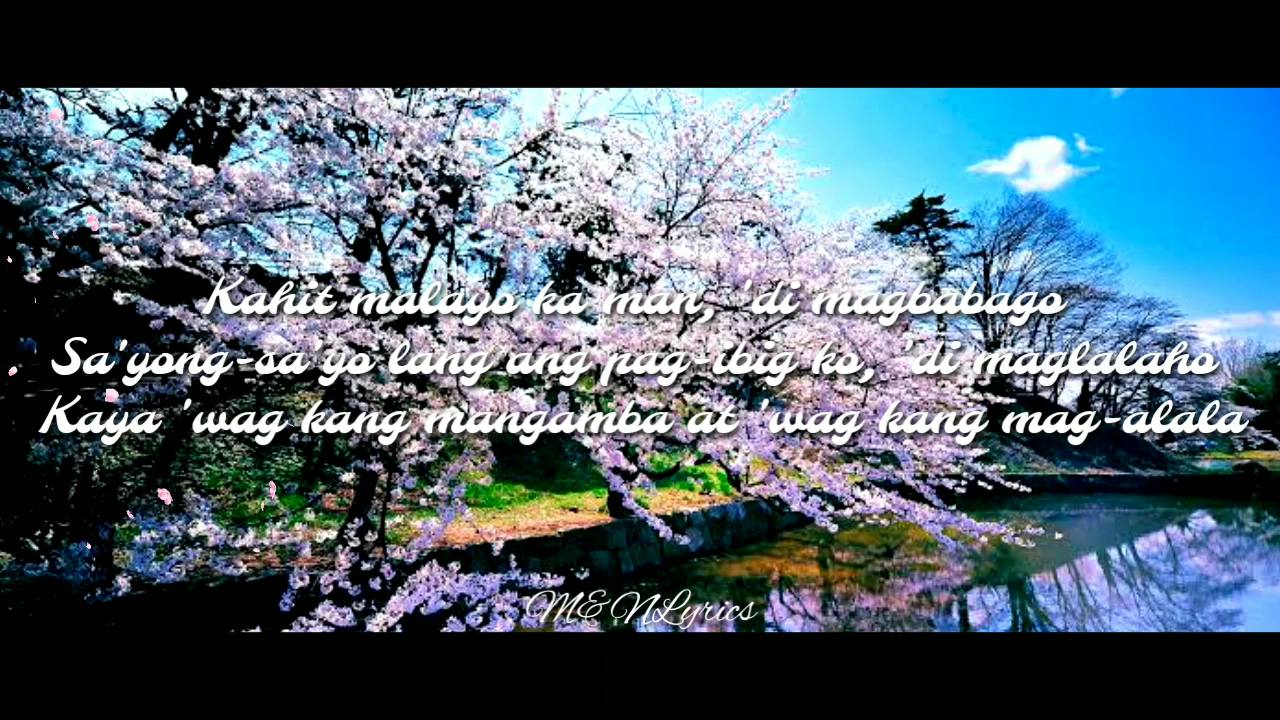 Kahit malayo ka man, 'di magbabago
Sa'yong-sa'yo lang ang pag-ibig ko, 'di maglalaho
Kaya 'wag kang mangamba at 'wag kang mag-alala
M&NLyrics